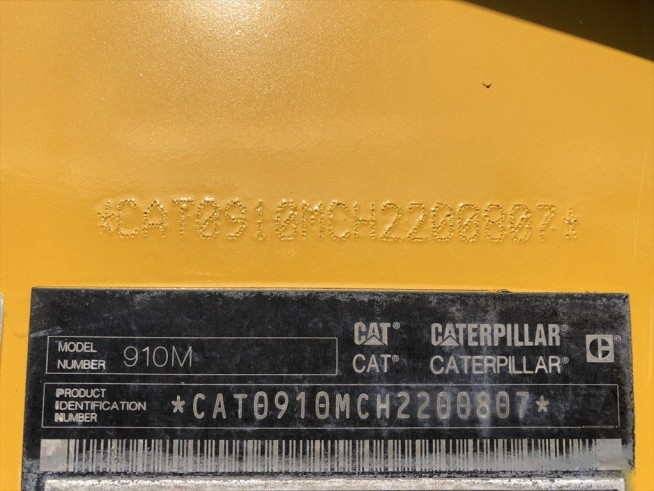 *CAT0910MCH2200807*
MODEL
NUMBER 910M
CAT® CATERPILLAR®
CAT® CATERPILLAR®
C®
PRODUCT
IDENTIFICATION
NUMBER
*CAT0910MCH2200807*